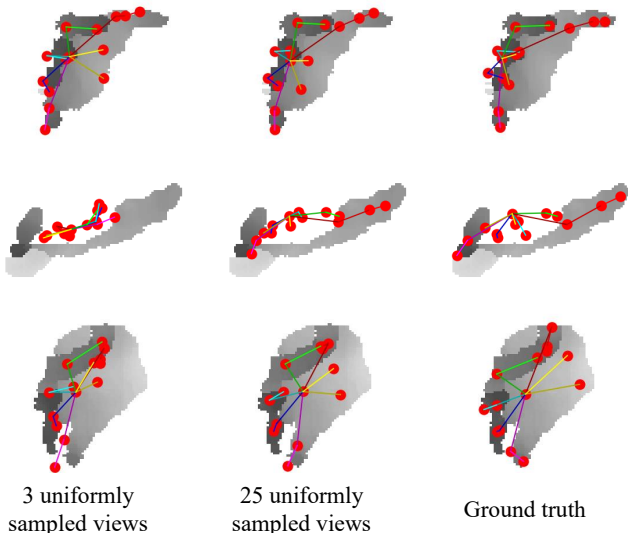 3 uniformly
sampled views
25 uniformly
sampled views
Ground truth